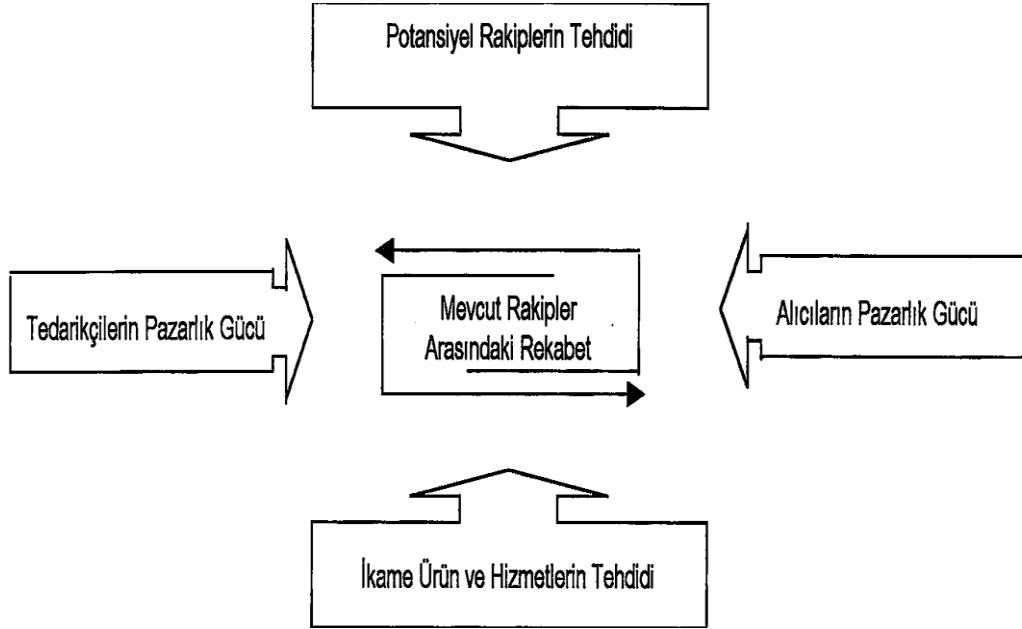 Potansiyel Rakiplerin Tehdidi
Tedarikçilerin Pazarlık Gücü
Mevcut Rakipler
Arasındaki Rekabet
Alıcıların Pazarlık Gücü
İkame Ürün ve Hizmetlerin Tehdidi